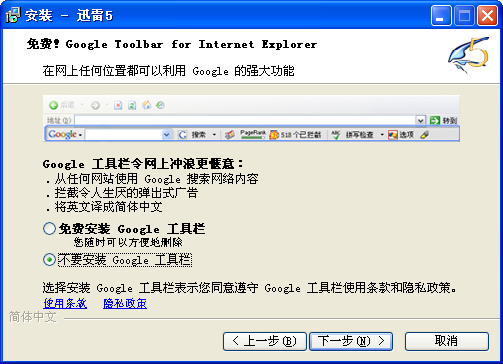 安装 - 迅雷5
免费! Google Toolbar for Internet Explorer
在网上任何位置都可以利用 Google 的强大功能
后退
地址(D) 转到
Google 搜索 PageRank 518 个已拦截 拼写检查 选项
Google 工具栏令网上冲浪更惬意：
. 从任何网站使用 Google 搜索网络内容
. 拦截令人生厌的弹出式广告
. 将英文译成简体中文
免费安装 Google 工具栏
您随时可以方便地删除
不要安装 Google 工具栏
选择安装 Google 工具栏表示您同意遵守 Google 工具栏使用条款和隐私政策。
使用条款 隐私政策
简体中文
< 上一步(B) 下一步(N) > 取消